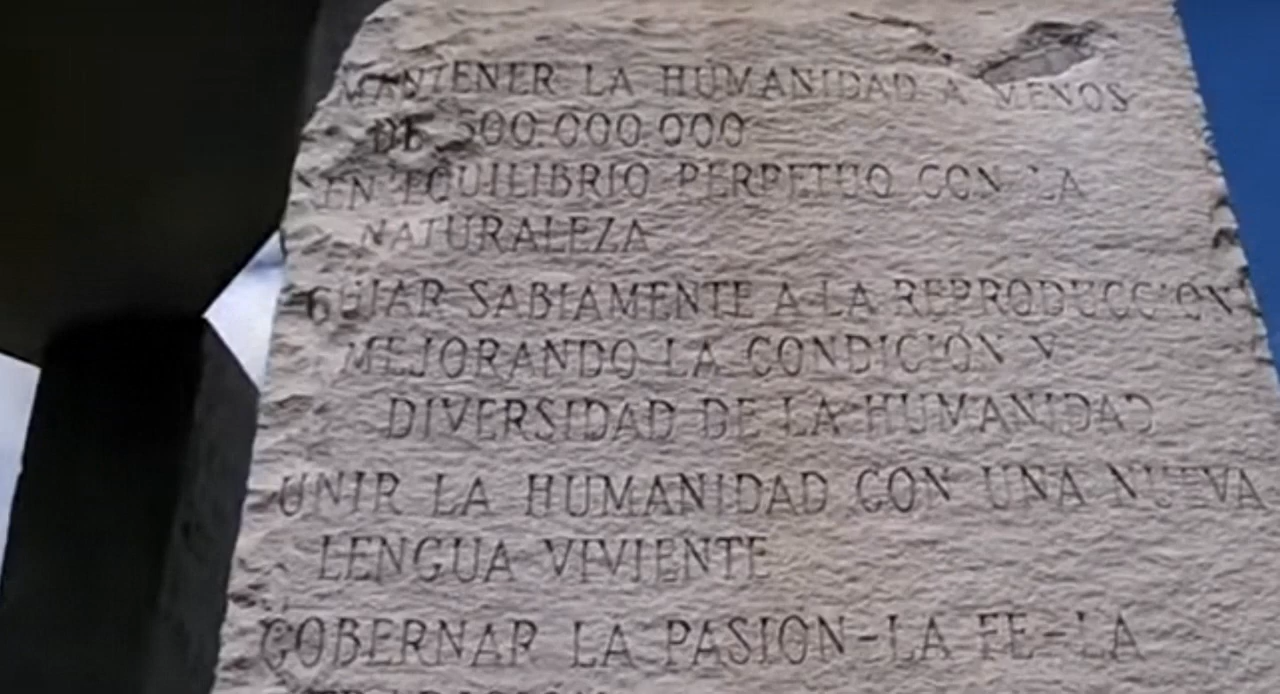 MANTENER LA HUMANIDAD A MENOS
DE 500.000.000
EN EQUILIBRIO PERPETUO CON LA
NATURALEZA
GUIAR SABIAMENTE A LA REPRODUCCION
MEJORANDO LA CONDICION Y
DIVERSIDAD DE LA HUMANIDAD
UNIR LA HUMANIDAD CON UNA NUEVA
LENGUA VIVIENTE
GOBERNAR LA PASION-LA FE-LA